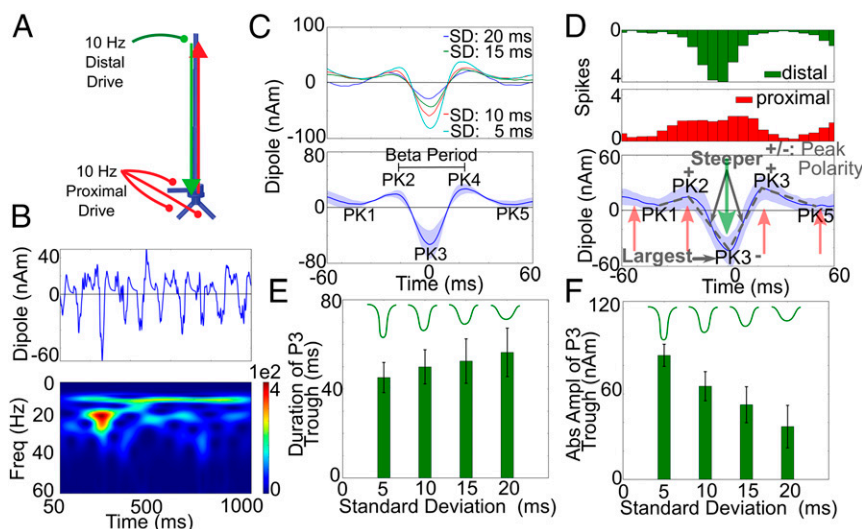 A
10 Hz
Distal
Drive
10 Hz
Proximal
Drive
B
Dipole (nAm)
40
0
-60
1e2
4
0
Freq (Hz)
0
20
40
60
50 500 1000
Time (ms)
C
SD: 20 ms
SD: 15 ms
SD: 10 ms
SD: 5 ms
Dipole (nAm)
100
0
-100
80
0
-80
Beta Period
PK2 PK4
PK1 PK5
PK3
-60 0 60
Time (ms)
D
Spikes
0
4
distal
4
2
0
proximal
Dipole (nAm)
60
0
-60
+/-: Peak
Polarity
Steeper
+ +
PK2 PK3
PK1 PK5
Largest PK3 -
-60 0 60
Time (ms)
E
Duration of P3
Trough (ms)
80
40
0
0 5 10 15 20
Standard Deviation (ms)
F
Abs Ampl of P3
Trough (nAm)
120
60
0
0 5 10 15 20
Standard Deviation (ms)